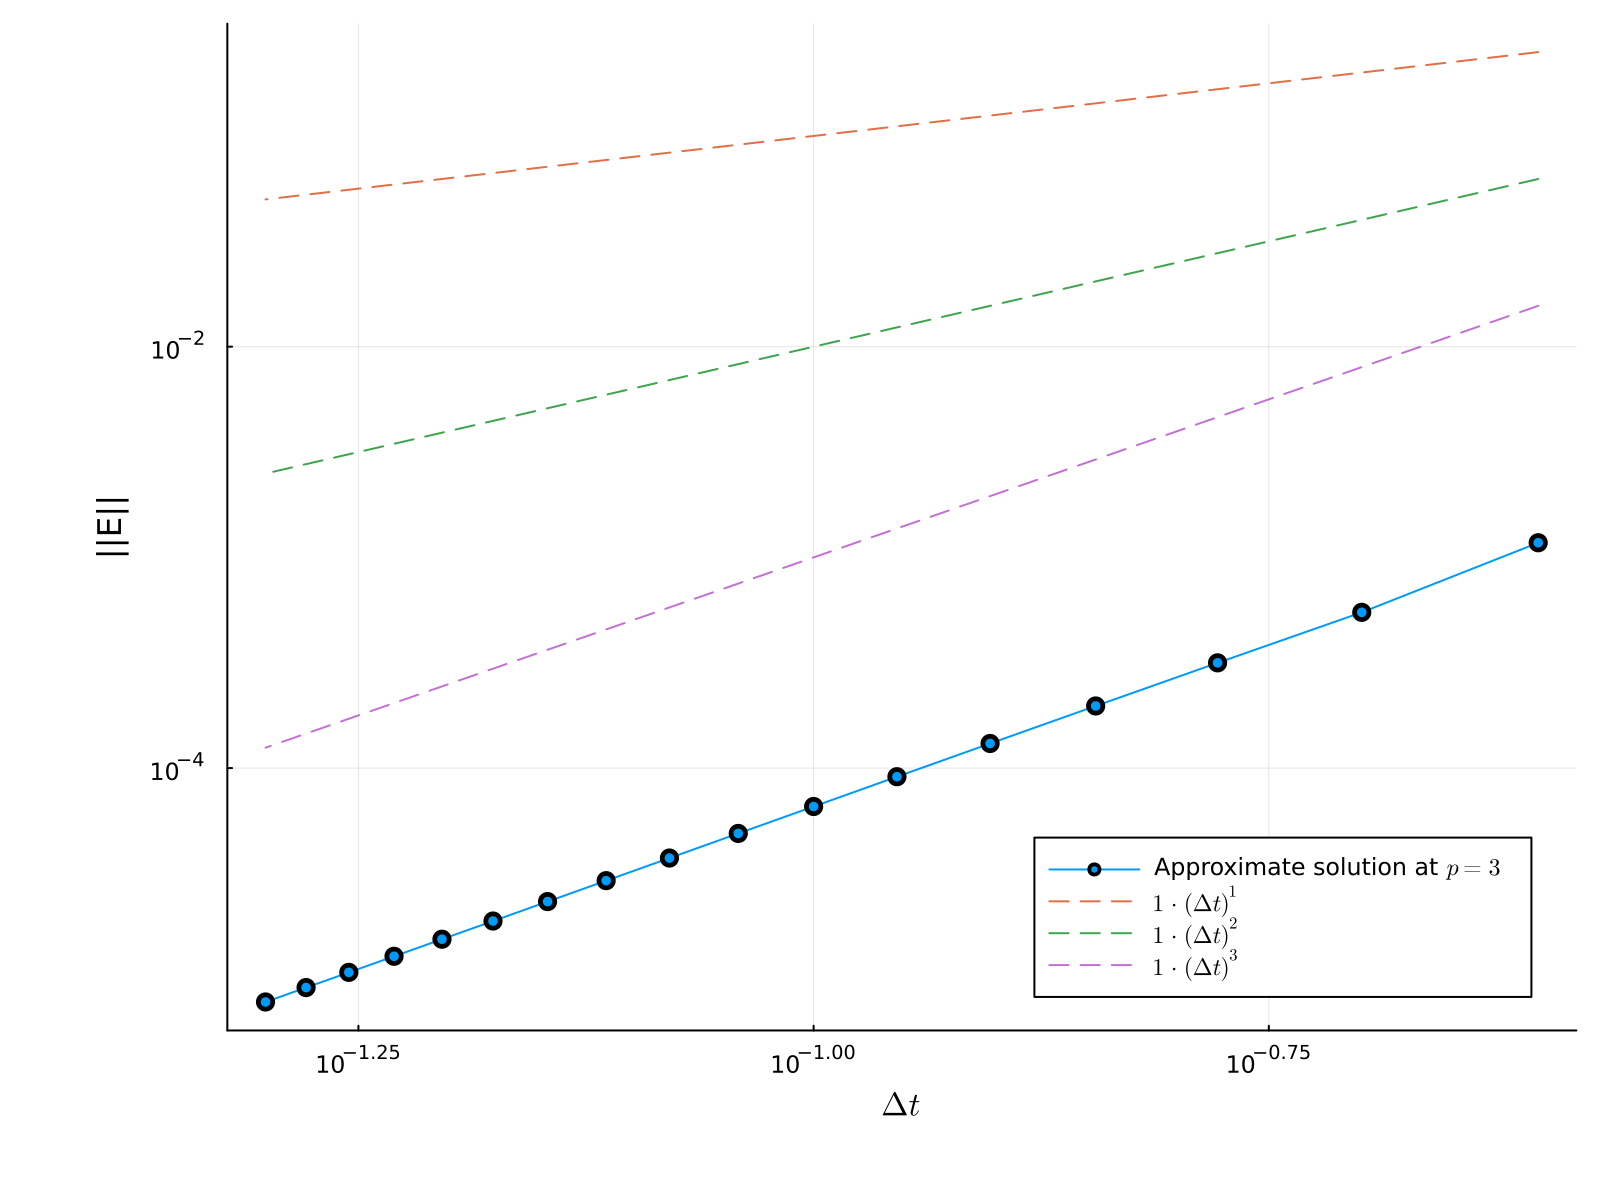 10⁻²
||E||
10⁻⁴
Approximate solution at p = 3
1 · (Δt)¹
1 · (Δt)²
1 · (Δt)³
10⁻¹·²⁵ 10⁻¹·⁰⁰ 10⁻⁰·⁷⁵
Δt